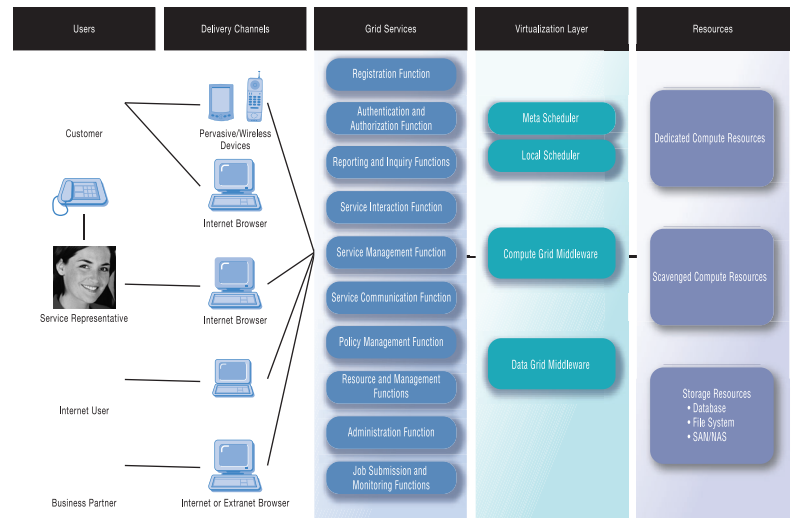 Users
Delivery Channels
Grid Services
Virtualization Layer
Resources
Customer
Service Representative
Internet User
Business Partner
Pervasive/Wireless
Devices
Internet Browser
Internet Browser
Internet or Extranet Browser
Registration Function
Authentication and
Authorization Function
Reporting and Inquiry Functions
Service Interaction Function
Service Management Function
Service Communication Function
Policy Management Function
Resource and Management
Functions
Administration Function
Job Submission and
Monitoring Functions
Meta Scheduler
Local Scheduler
Compute Grid Middleware
Data Grid Middleware
Dedicated Compute Resources
Scavenged Compute Resources
Storage Resources
• Database
• File System
• SAN/NAS